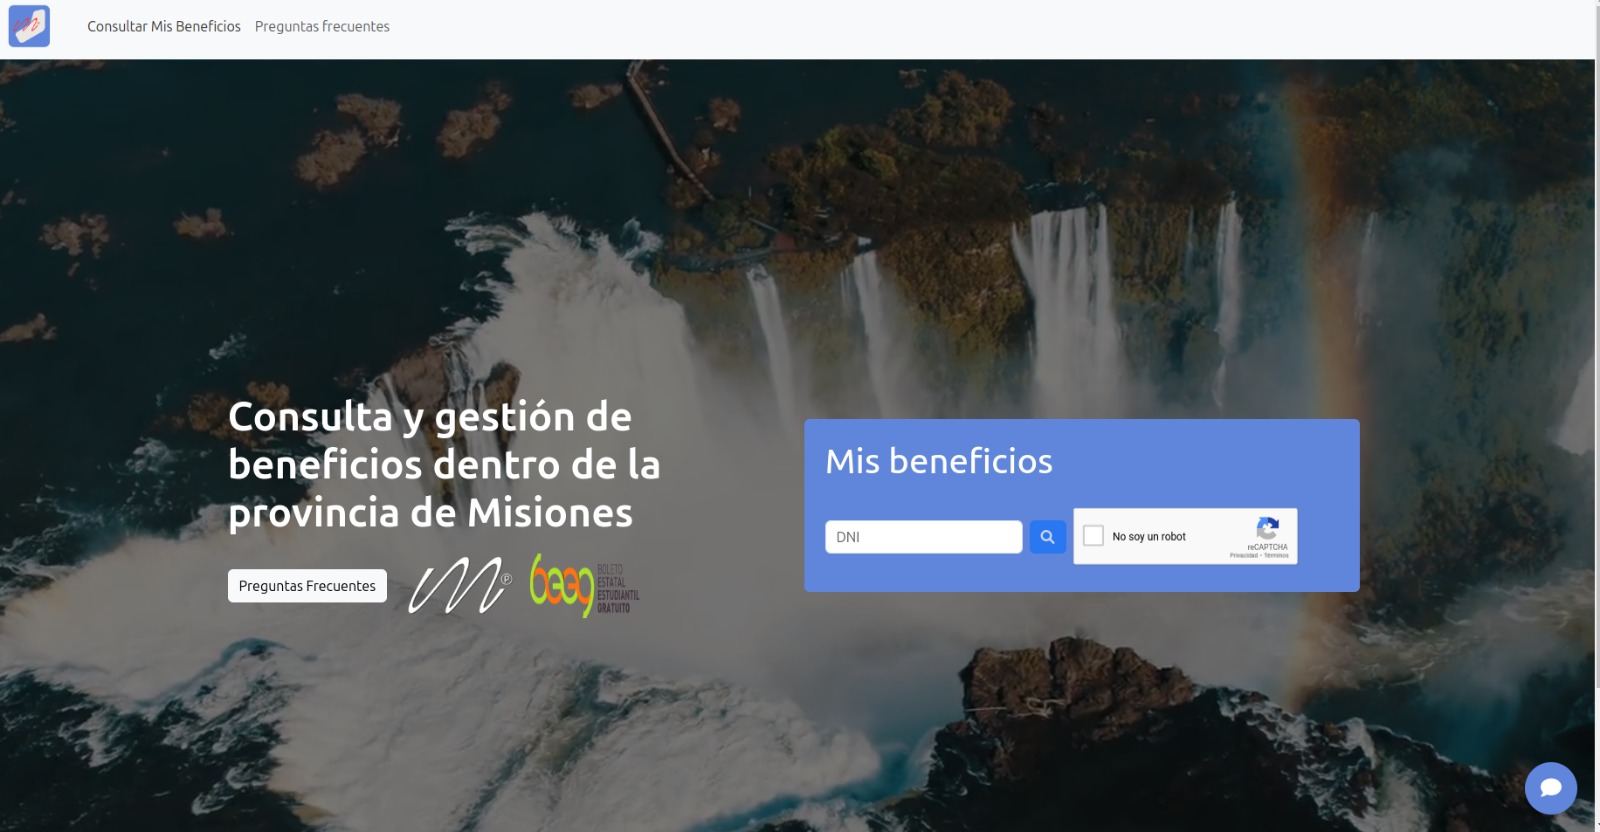 Consultar Mis Beneficios Preguntas frecuentes
Consulta y gestión de
beneficios dentro de la
provincia de Misiones
Preguntas Frecuentes
m P
beeg BOLETO
ESTATAL
ESTUDIANTIL
GRATUITO
Mis beneficios
DNI
No soy un robot
reCAPTCHA
Privacidad - Términos